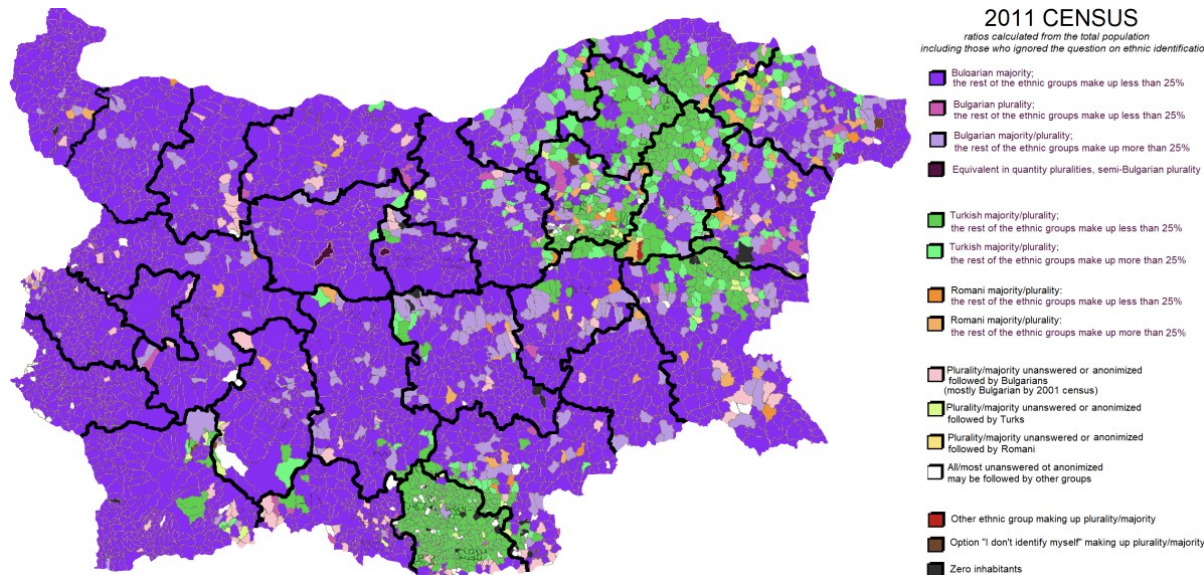 2011 CENSUS
ratios calculated from the total population
including those who ignored the question on ethnic identificatio
Bulgarian majority;
the rest of the ethnic groups make up less than 25%
Bulgarian plurality;
the rest of the ethnic groups make up less than 25%
Bulgarian majority/plurality;
the rest of the ethnic groups make up more than 25%
Equivalent in quantity pluralities, semi-Bulgarian plurality
Turkish majority/plurality;
the rest of the ethnic groups make up less than 25%
Turkish majority/plurality;
the rest of the ethnic groups make up more than 25%
Romani majority/plurality:
the rest of the ethnic groups make up less than 25%
Romani majority/plurality;
the rest of the ethnic groups make up more than 25%
Plurality/majority unanswered or anonimized
followed by Bulgarians
(mostly Bulgarian by 2001 census)
Plurality/majority unanswered or anonimized
followed by Turks
Plurality/majority unanswered or anonimized
followed by Romani
All/most unanswered ot anonimized
may be followed by other groups
Other ethnic group making up plurality/majority
Option "I don't identify myself" making up plurality/majority
Zero inhabitants